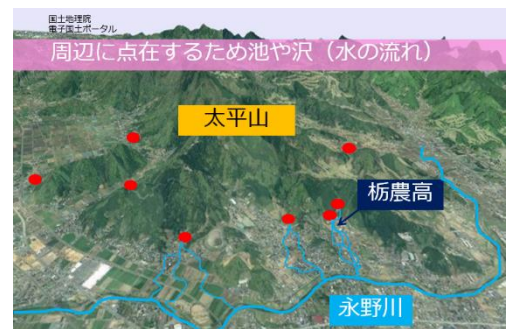 国土地理院
電子国土ポータル
周辺に点在するため池や沢（水の流れ）
太平山
栃農高
永野川